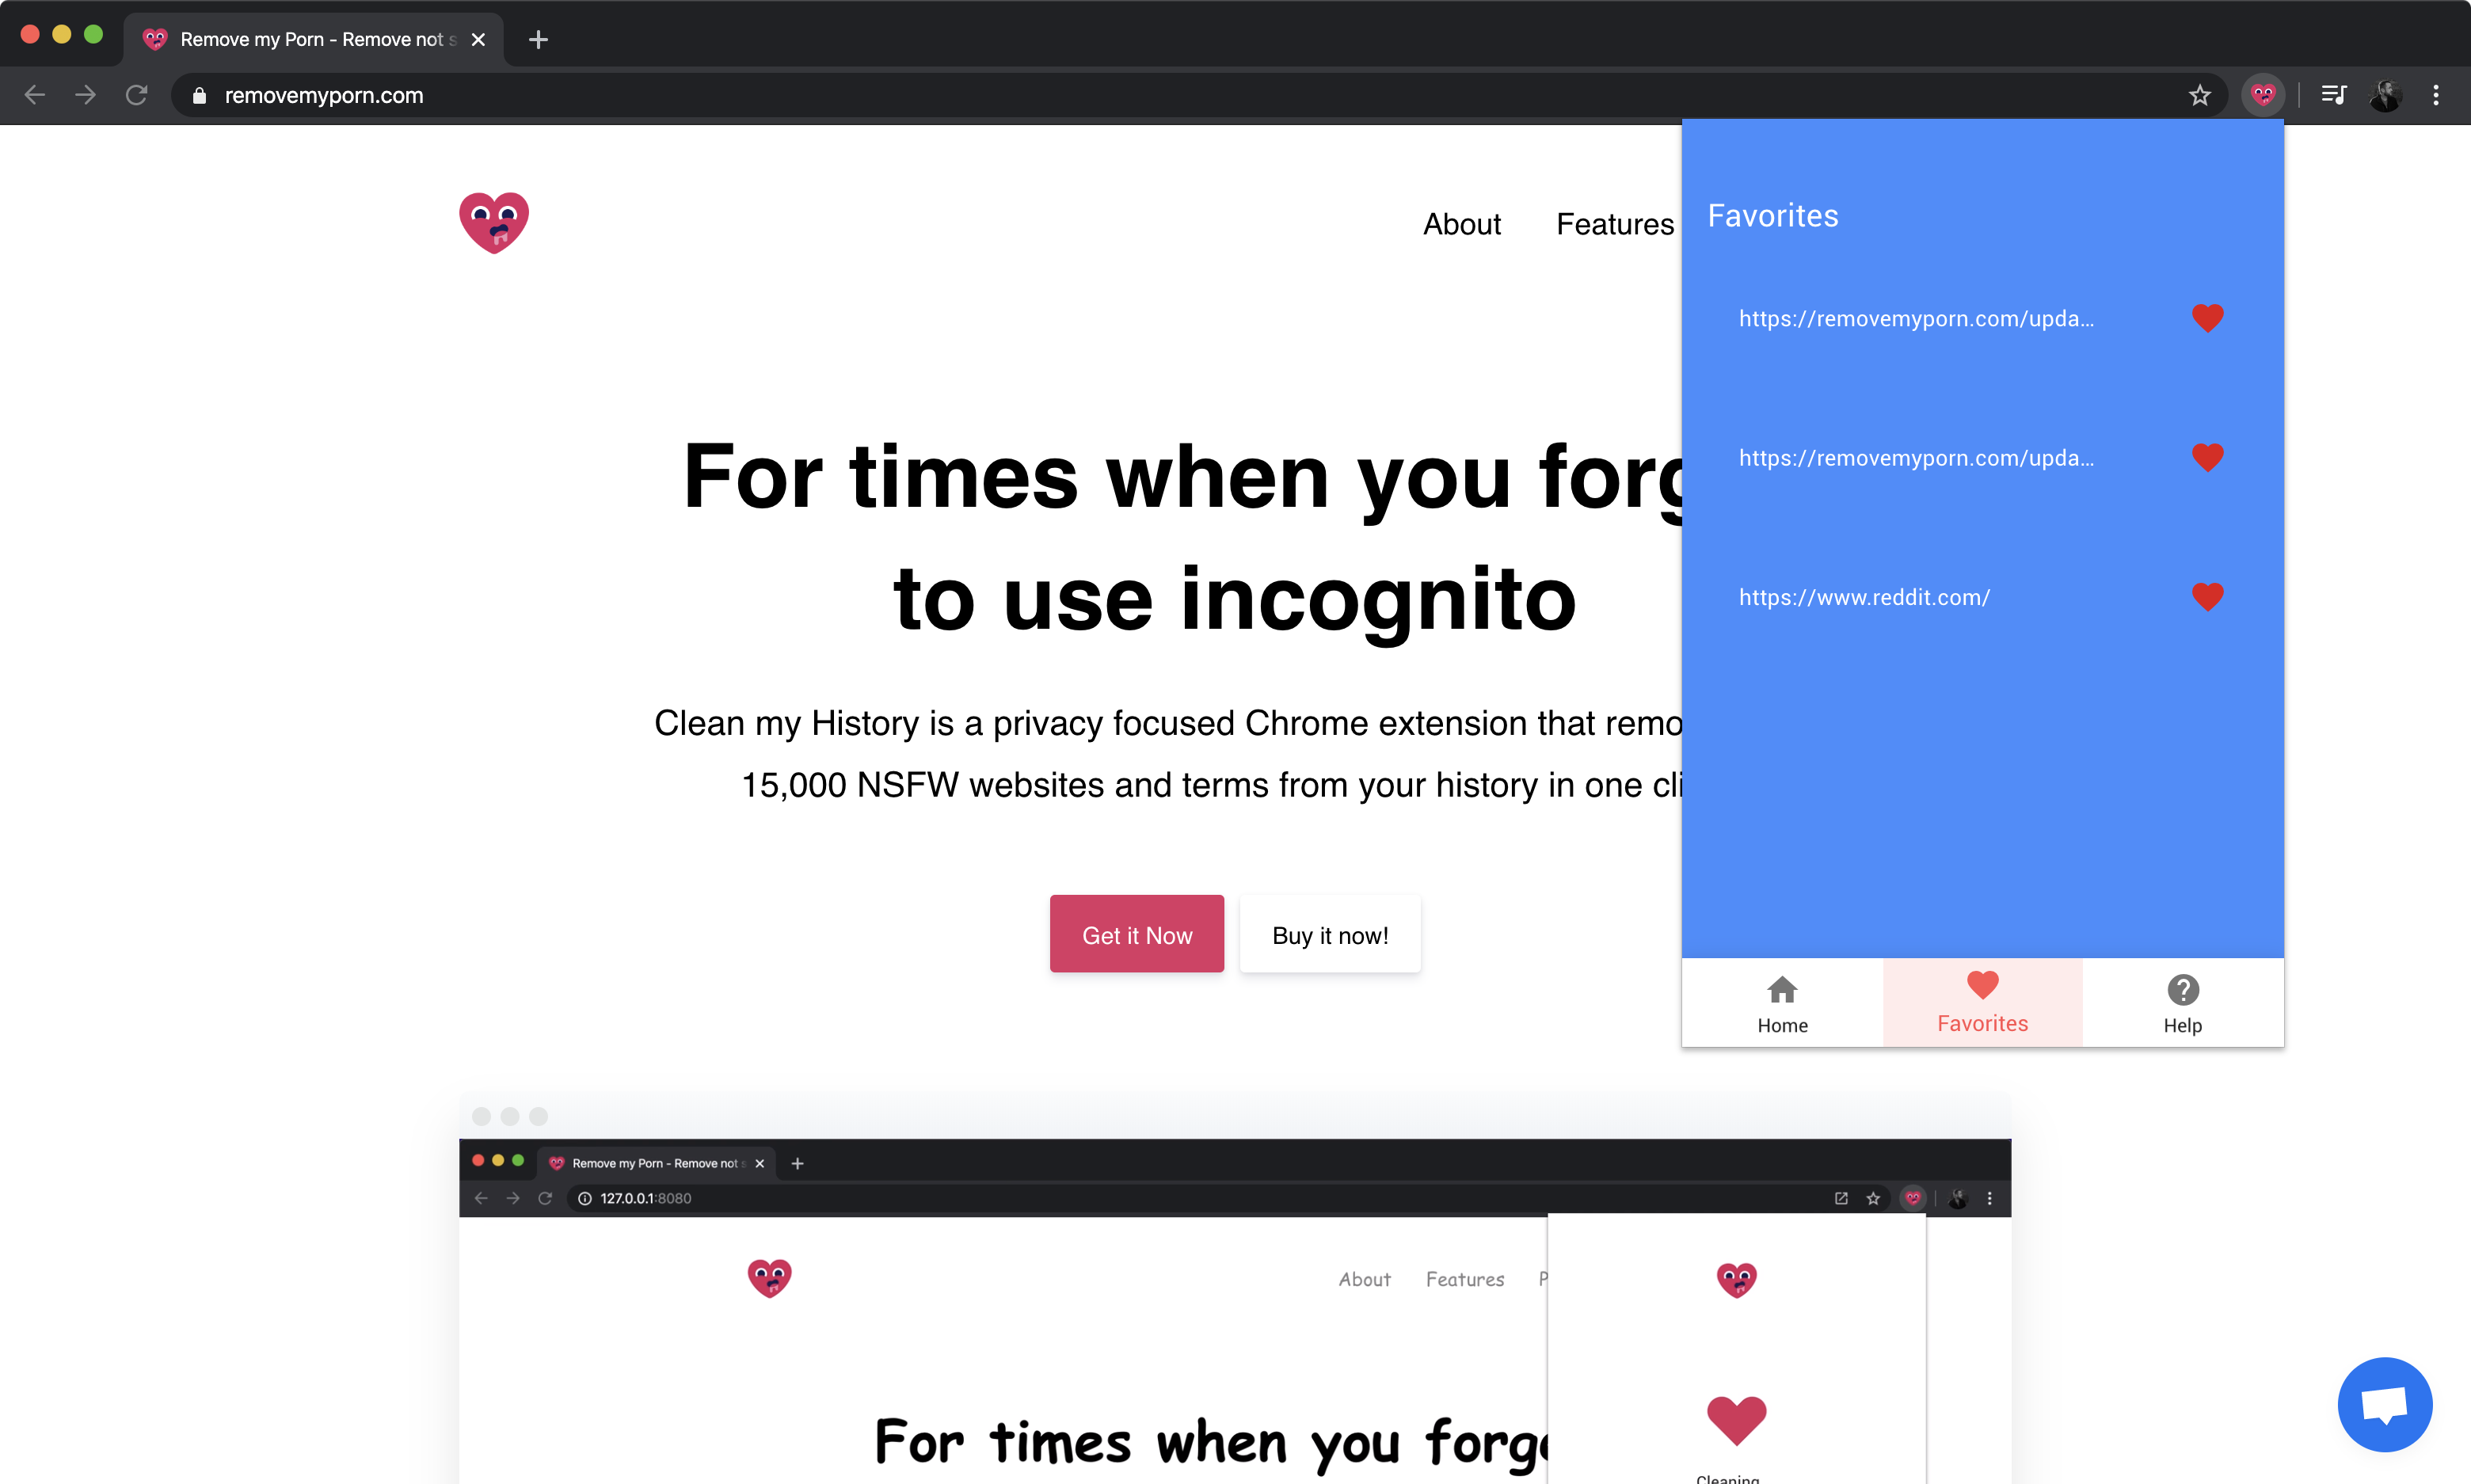 Remove my Porn - Remove not
removemyporn.com
About
Features
For times when you forg
to use incognito
Clean my History is a privacy focused Chrome extension that remo
15,000 NSFW websites and terms from your history in one cli
Get it Now
Buy it now!
Favorites
https://removemyporn.com/upda...
https://removemyporn.com/upda...
https://www.reddit.com/
Home
Favorites
Help
Remove my Porn - Remove not
127.0.0.1:8080
About
Features
P
For times when you forg
Cleaning